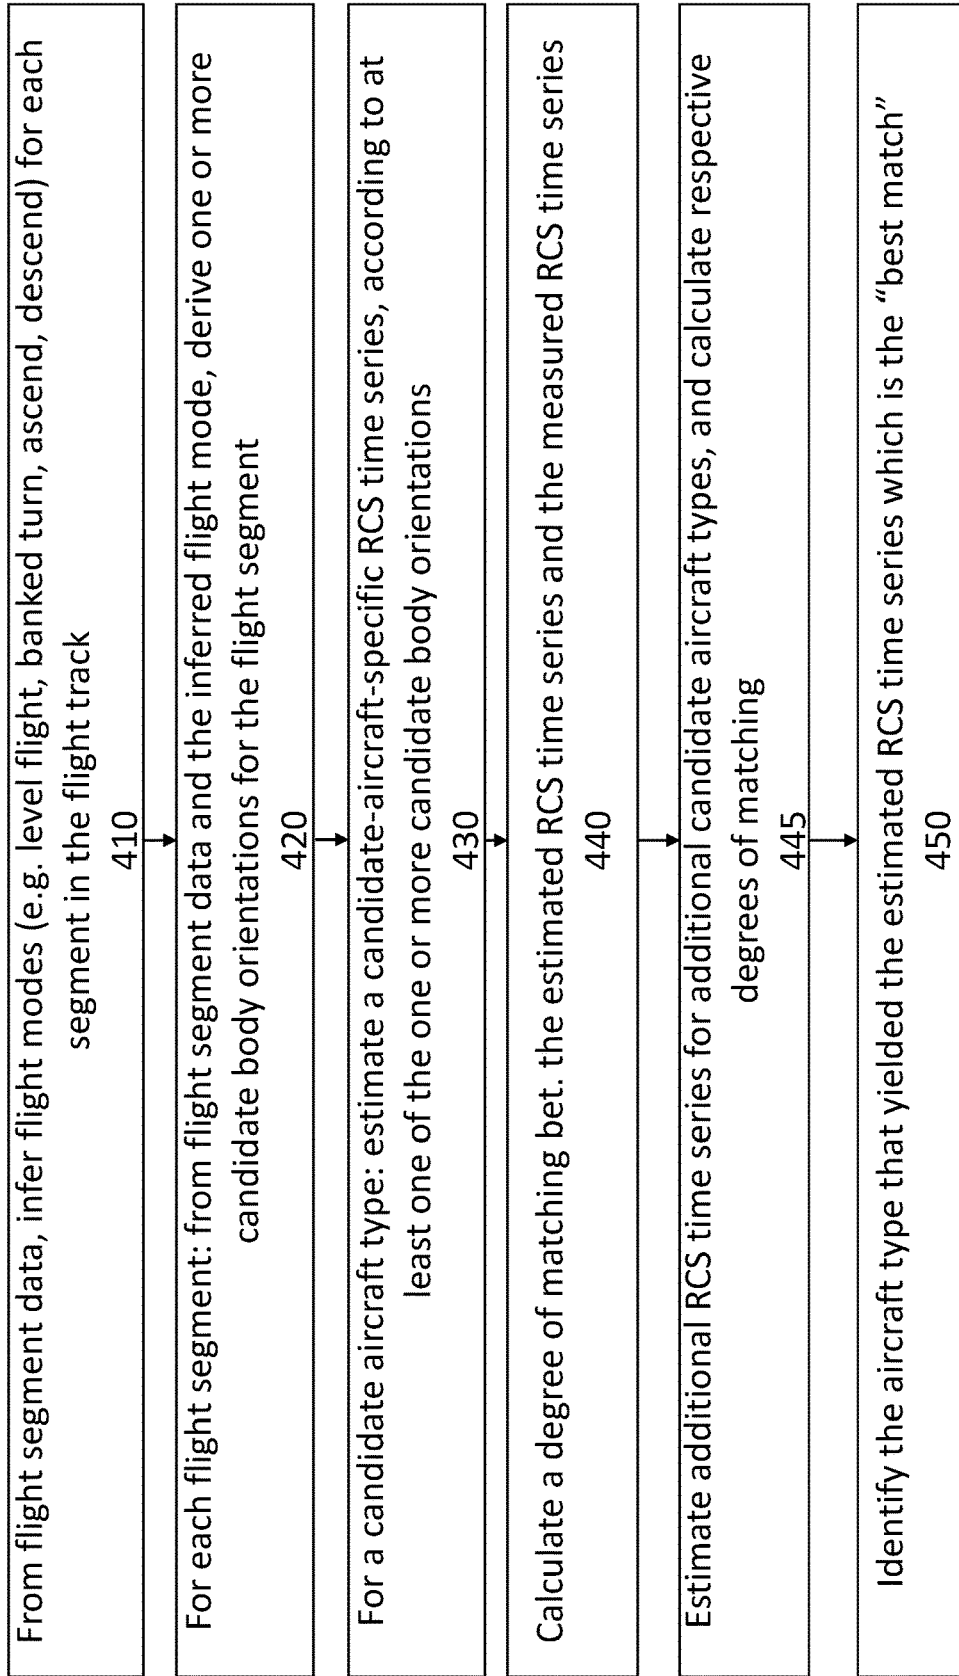 From flight segment data, infer flight modes (e.g. level flight, banked turn, ascend, descend) for each
segment in the flight track
410
For each flight segment: from flight segment data and the inferred flight mode, derive one or more
candidate body orientations for the flight segment
420
For a candidate aircraft type: estimate a candidate-aircraft-specific RCS time series, according to at
least one of the one or more candidate body orientations
430
Calculate a degree of matching bet. the estimated RCS time series and the measured RCS time series
440
Estimate additional RCS time series for additional candidate aircraft types, and calculate respective
degrees of matching
445
Identify the aircraft type that yielded the estimated RCS time series which is the “best match”
450